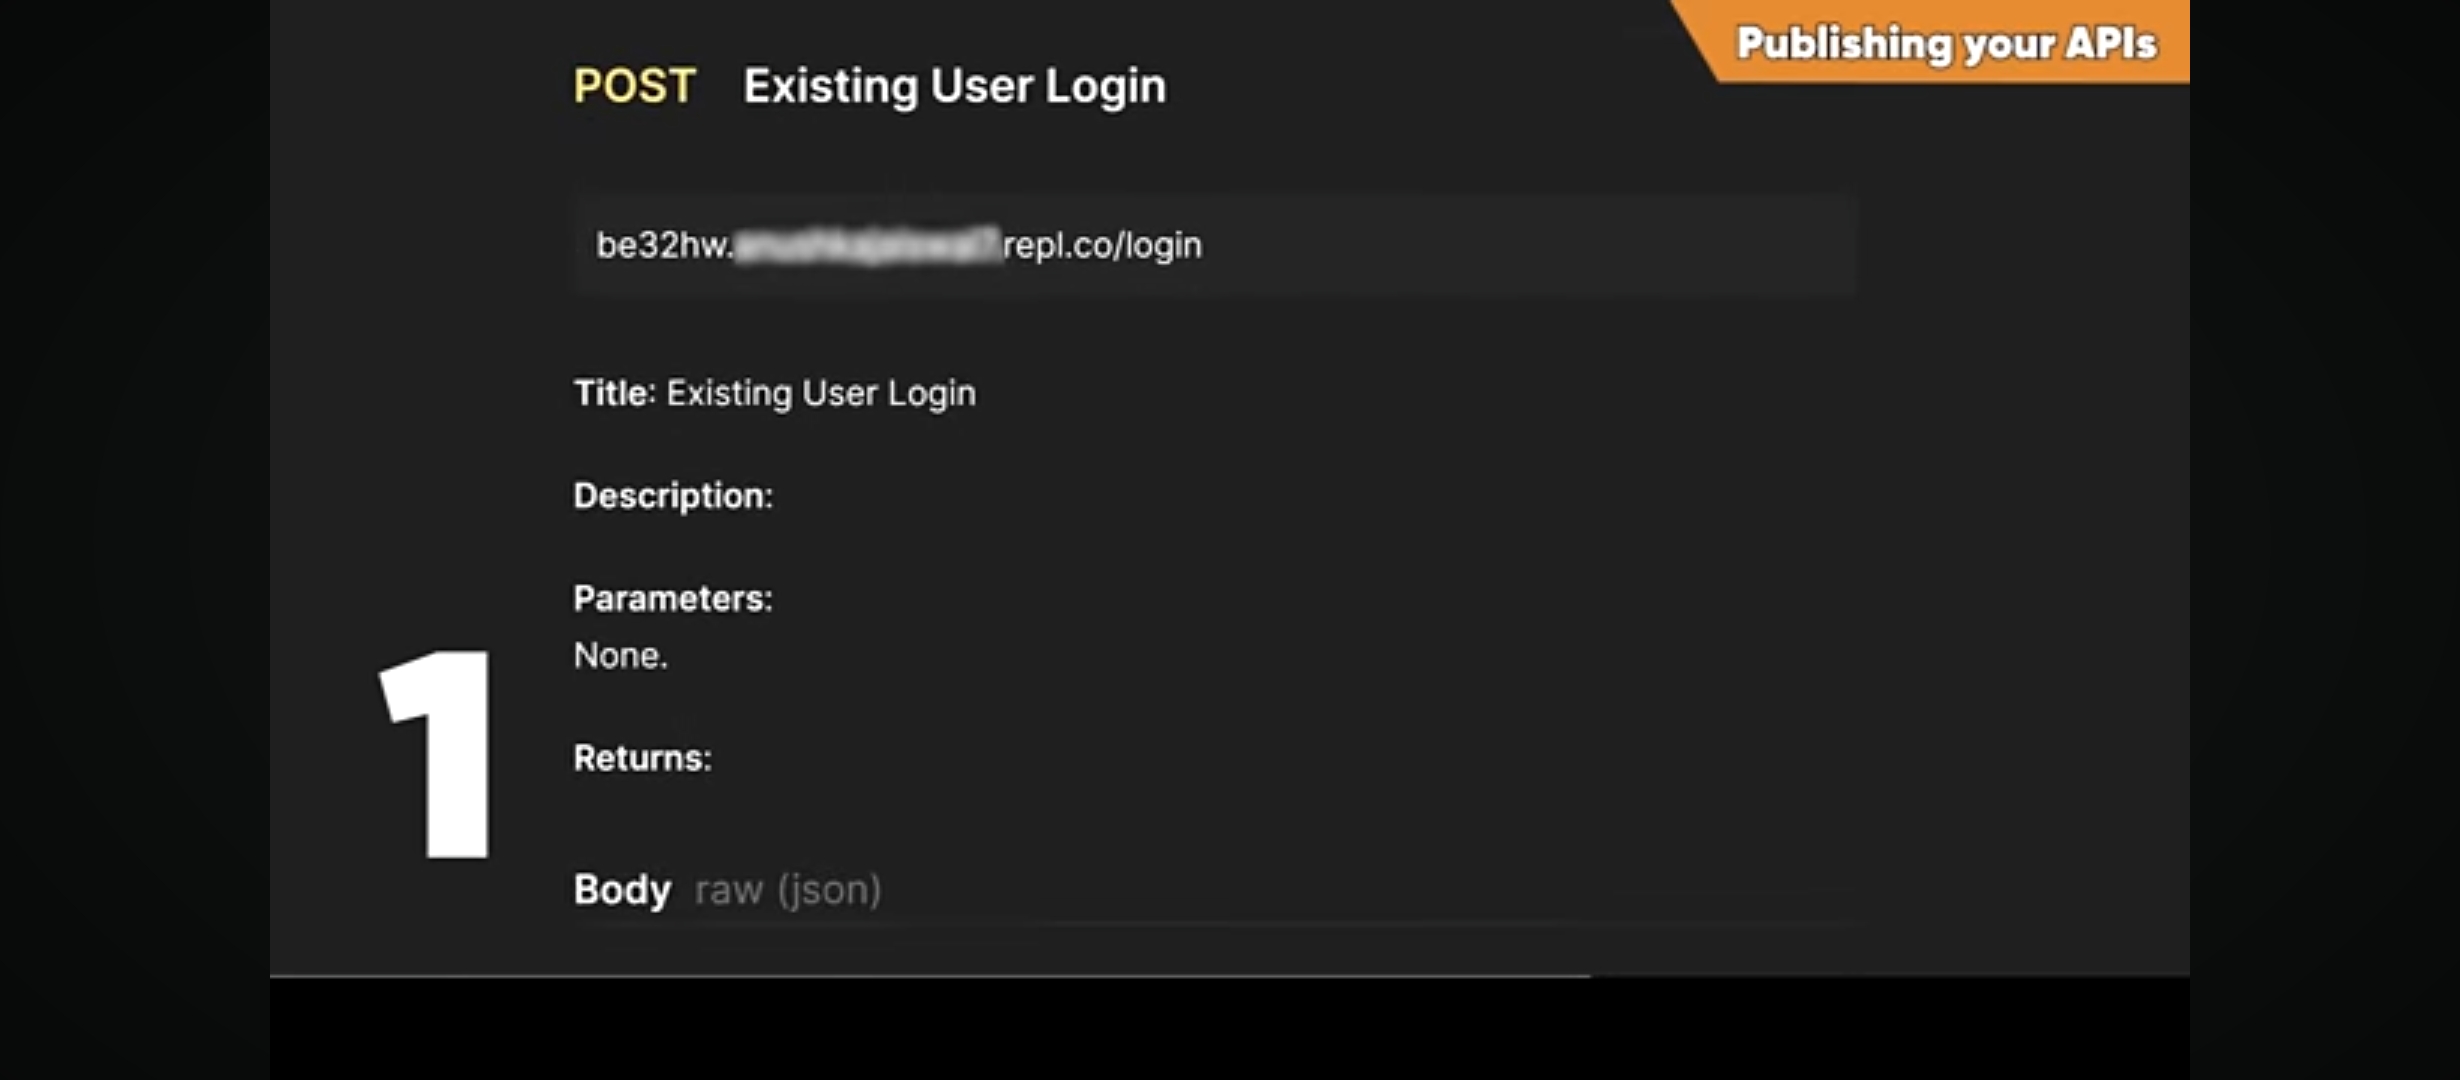 Publishing your APIs
POST Existing User Login
be32hw. repl.co/login
Title: Existing User Login
Description:
Parameters:
None.
Returns:
1
Body raw (json)